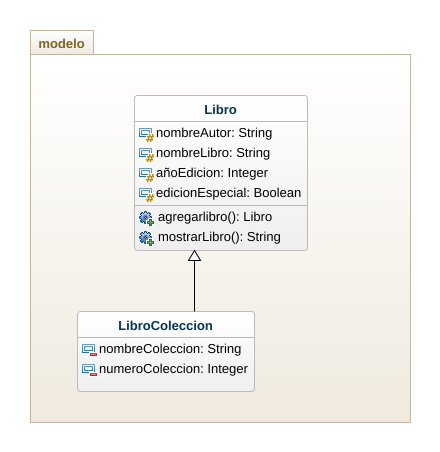 modelo
Libro
nombreAutor: String
nombreLibro: String
añoEdicion: Integer
edicionEspecial: Boolean
agregarlibro(): Libro
mostrarLibro(): String
LibroColeccion
nombreColeccion: String
numeroColeccion: Integer